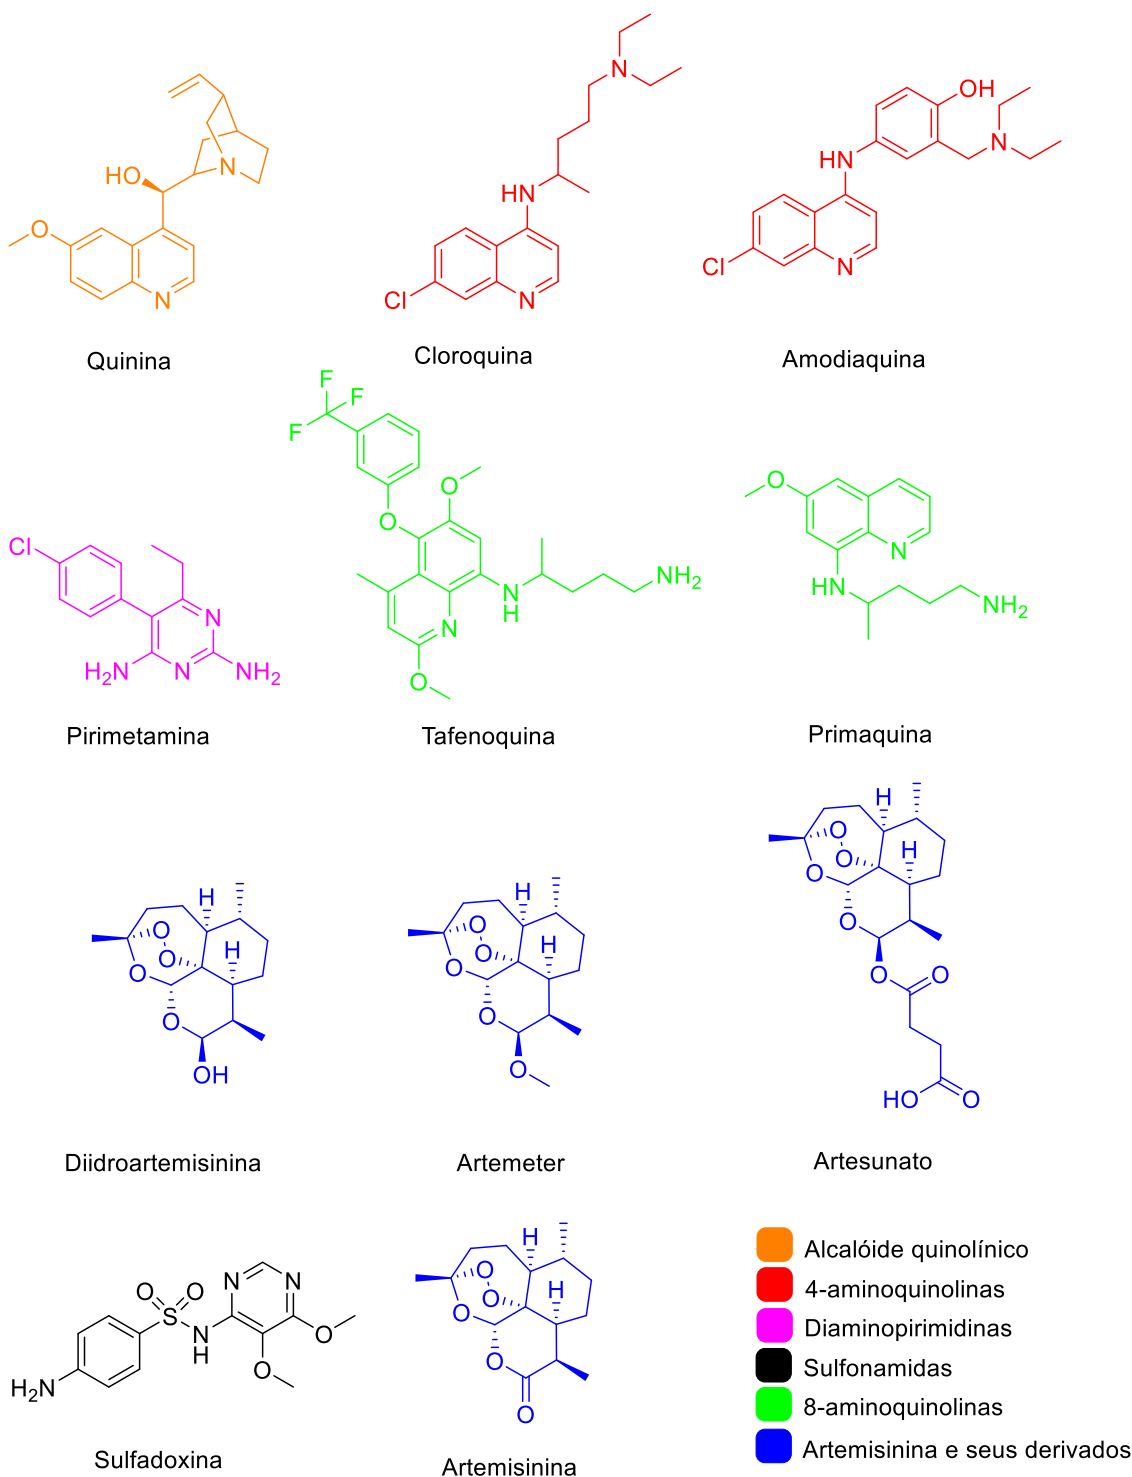 N
HO
N
O
N
Quinina
N
HN
Cl
N
Cloroquina
OH
N
HN
Cl
N
Amodiaquina
Cl
N
H₂N
N
NH₂
Pirimetamina
F
F
F
O
O
N
H
NH₂
N
O
Tafenoquina
O
N
HN
NH₂
Primaquina
H
O
O
H
O
O
OH
Diidroartemisinina
H
O
O
H
O
O
O
Artemeter
H
O
O
H
O
O
O
O
HO
O
Artesunato
O
O
S
N
H
N
N
O
O
H₂N
Sulfadoxina
H
O
O
H
O
O
O
Artemisinina
Alcalóide quinolínico
4-aminoquinolinas
Diaminopirimidinas
Sulfonamidas
8-aminoquinolinas
Artemisinina e seus derivados